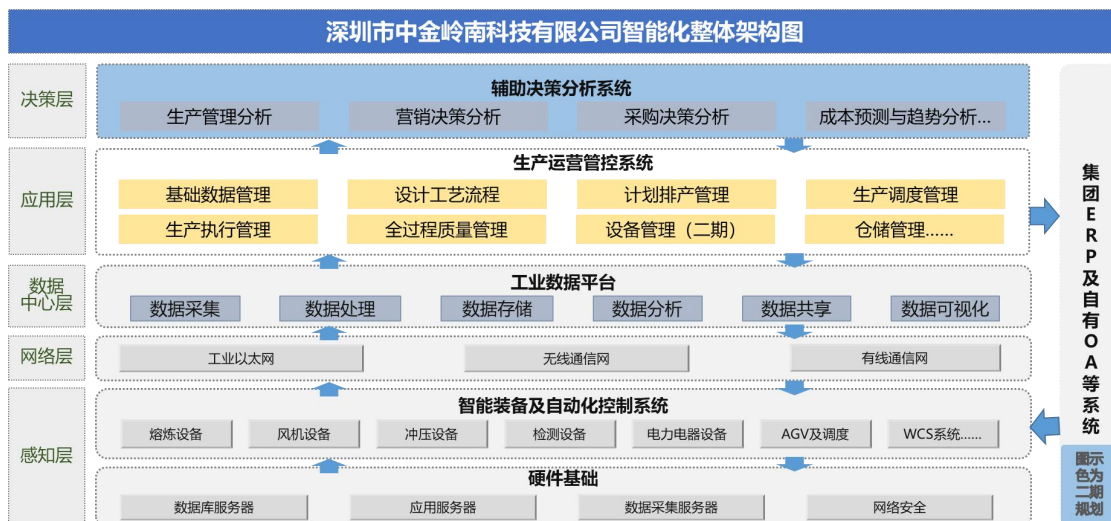 深圳市中金岭南科技有限公司智能化整体架构图
决策层
辅助决策分析系统
生产管理分析
营销决策分析
采购决策分析
成本预测与趋势分析...
应用层
生产运营管控系统
基础数据管理
设计工艺流程
计划排产管理
生产调度管理
生产执行管理
全过程质量管理
设备管理（二期）
仓储管理......
数据
中心层
工业数据平台
数据采集
数据处理
数据存储
数据分析
数据共享
数据可视化
网络层
工业以太网
无线通信网
有线通信网
感知层
智能装备及自动化控制系统
熔炼设备
风机设备
冲压设备
检测设备
电力电器设备
AGV及调度
WCS系统......
硬件基础
数据库服务器
应用服务器
数据采集服务器
网络安全
集团ERP及自有OA等系统
图示
色为
二期
规划